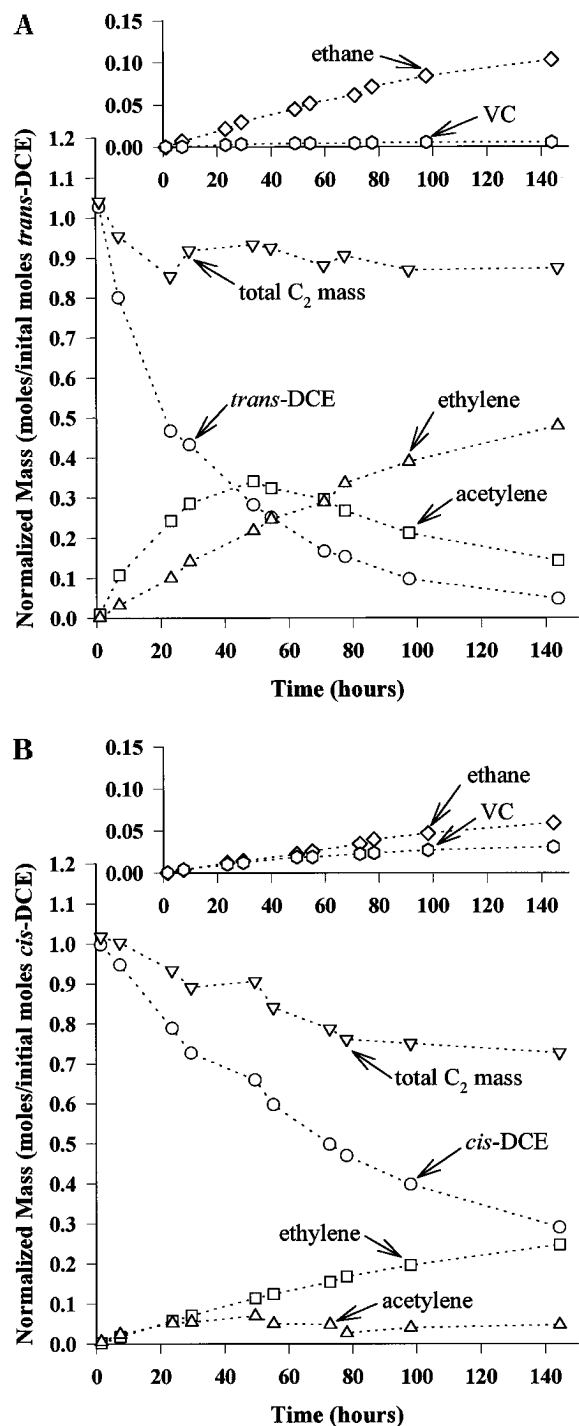 A
0.15
0.10
0.05
0.00
ethane
VC
0 20 40 60 80 100 120 140
1.2
1.1
1.0
0.9
0.8
0.7
0.6
0.5
0.4
0.3
0.2
0.1
0.0
Normalized Mass (moles/inital moles trans-DCE)
total C₂ mass
trans-DCE
ethylene
acetylene
0 20 40 60 80 100 120 140
Time (hours)
B
0.15
0.10
0.05
0.00
ethane
VC
0 20 40 60 80 100 120 140
1.2
1.1
1.0
0.9
0.8
0.7
0.6
0.5
0.4
0.3
0.2
0.1
0.0
Normalized Mass (moles/initial moles cis-DCE)
total C₂ mass
cis-DCE
ethylene
acetylene
0 20 40 60 80 100 120 140
Time (hours)